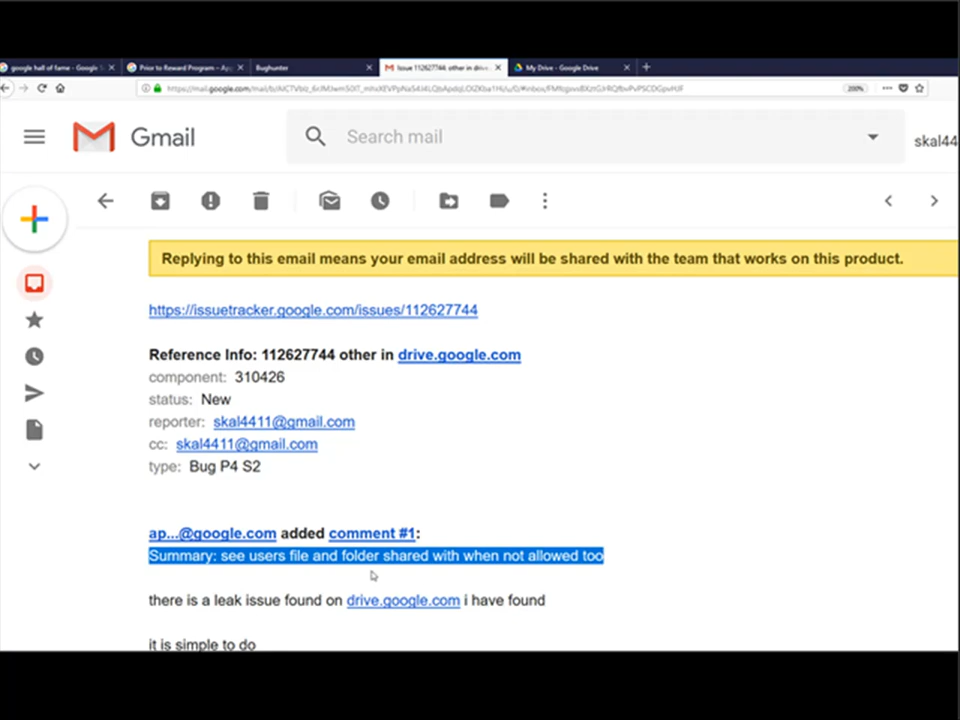 google hall of fame - Google
Prior to Reward Program – App
Bughunter
Issue 112627744: other in drive.
My Drive - Google Drive
200%
Gmail
Search mail
skal44
Replying to this email means your email address will be shared with the team that works on this product.
https://issuetracker.google.com/issues/112627744
Reference Info: 112627744 other in drive.google.com
component: 310426
status: New
reporter: skal4411@gmail.com
cc: skal4411@gmail.com
type: Bug P4 S2
ap...@google.com added comment #1:
Summary: see users file and folder shared with when not allowed too
there is a leak issue found on drive.google.com i have found
it is simple to do